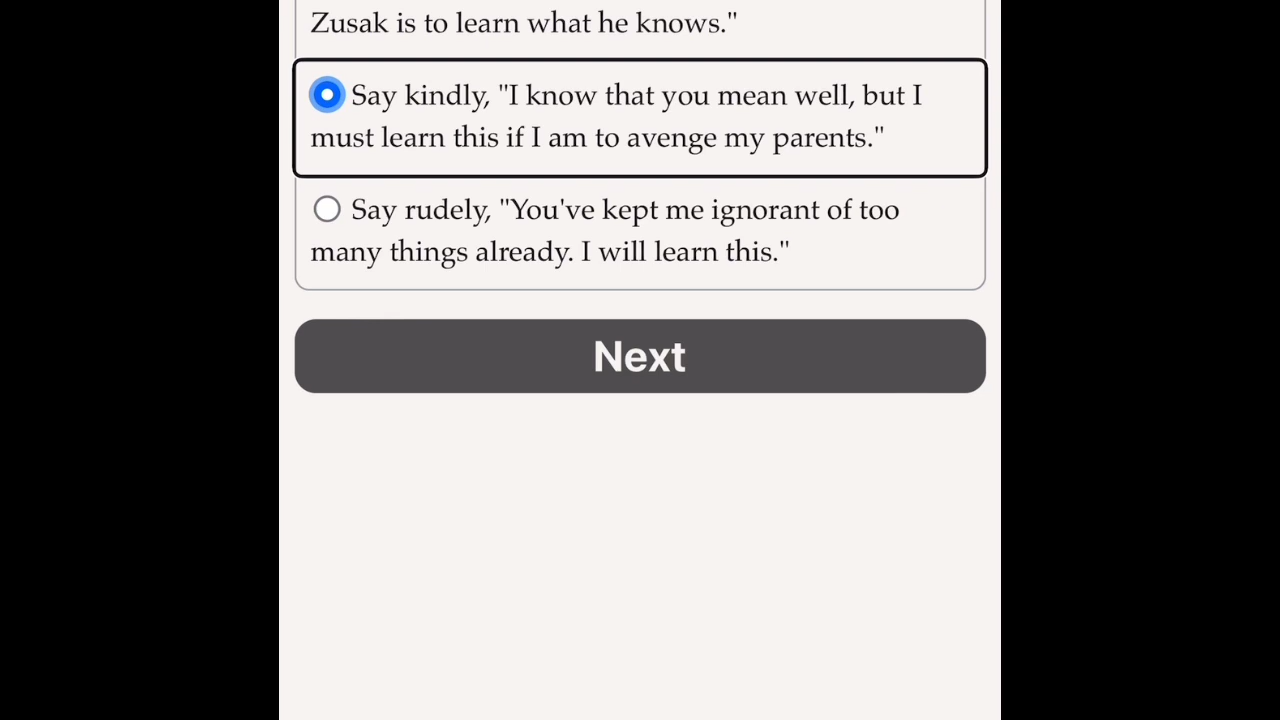 Zusak is to learn what he knows."
Say kindly, "I know that you mean well, but I
must learn this if I am to avenge my parents."
Say rudely, "You've kept me ignorant of too
many things already. I will learn this."
Next